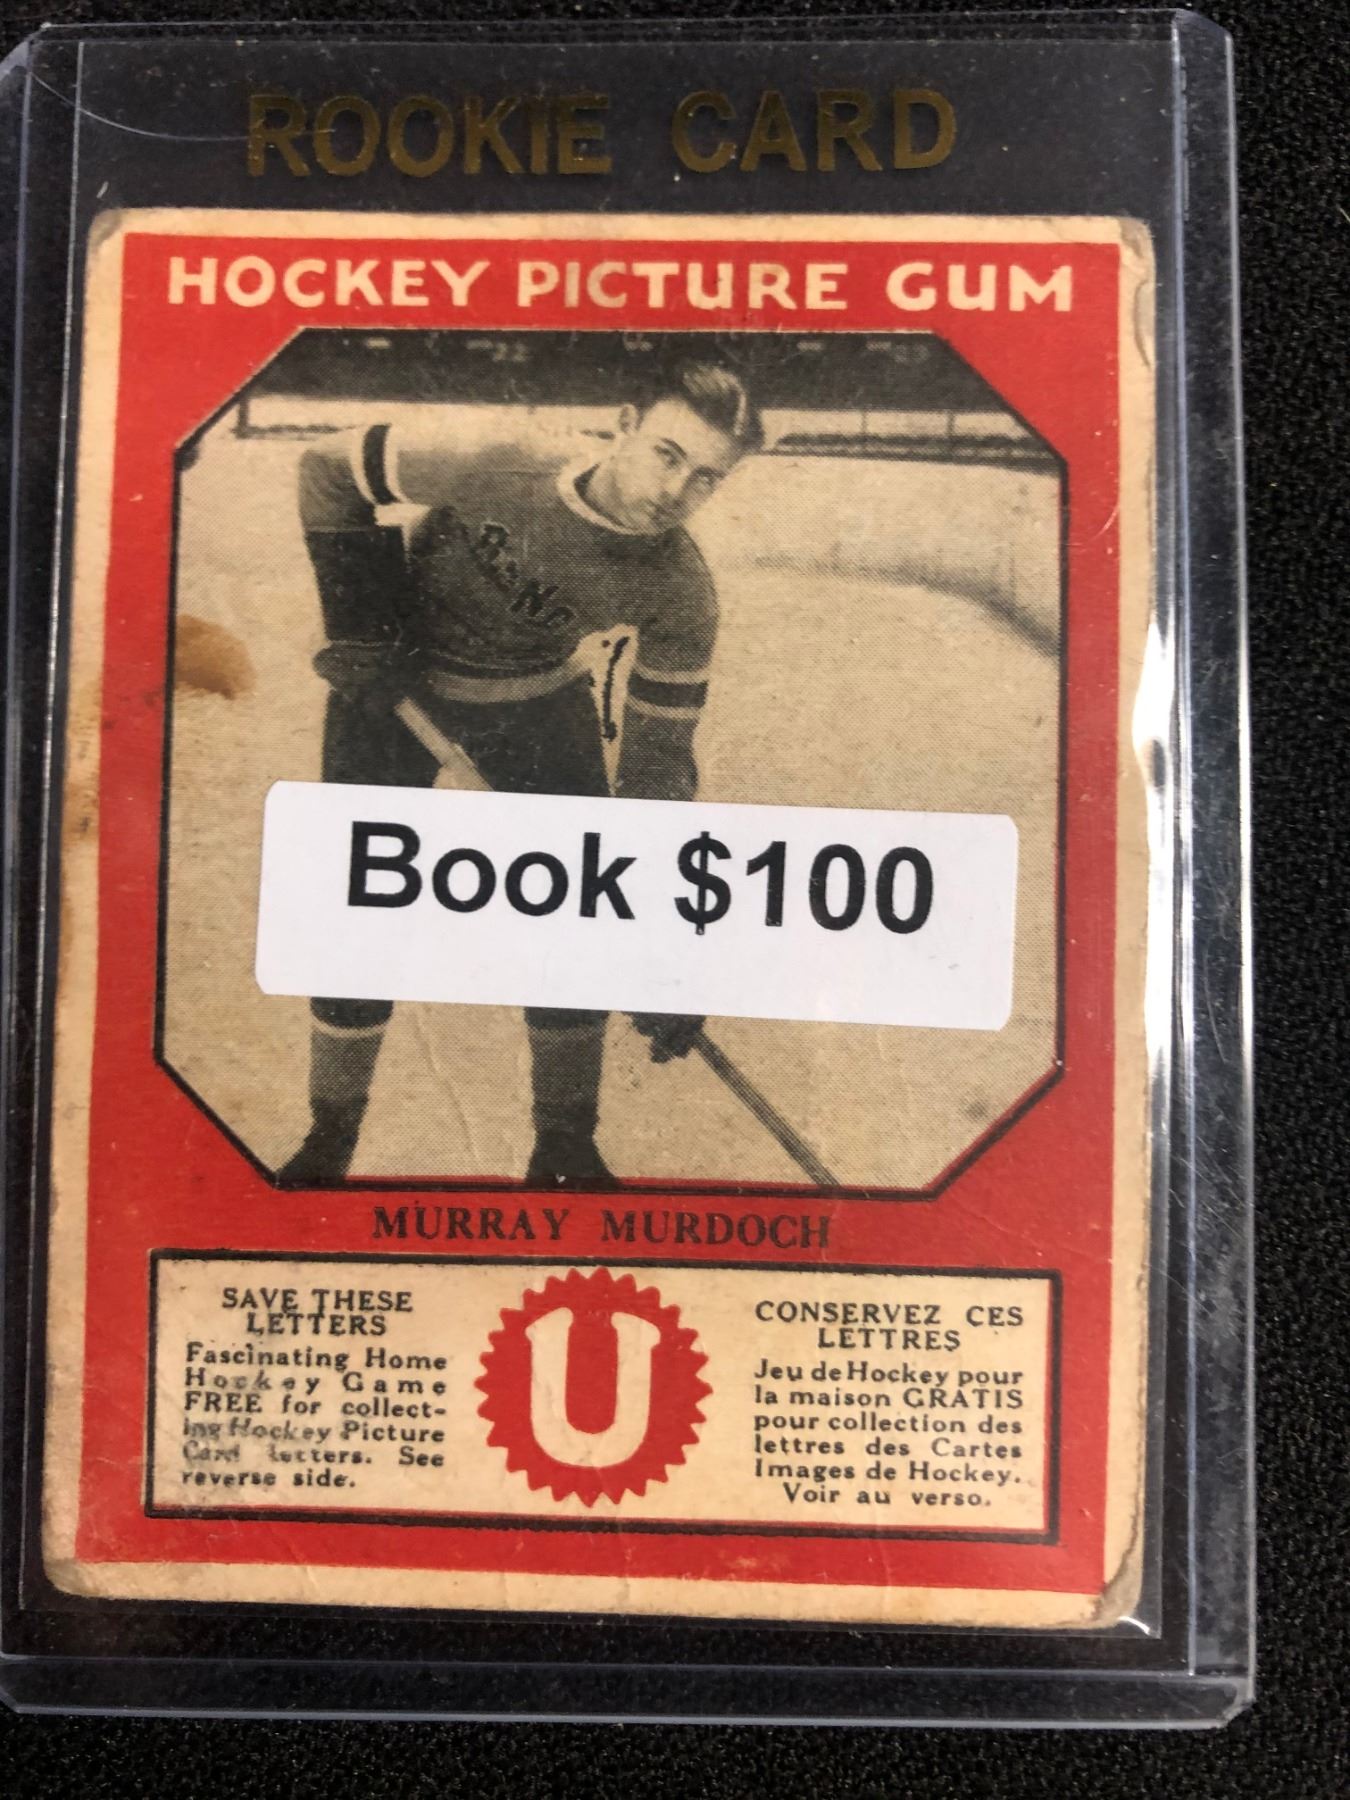 ROOKIE CARD
HOCKEY PICTURE GUM
RANG
Book $100
MURRAY MURDOCH
SAVE THESE
LETTERS
Fascinating Home
Hockey Game
FREE for collect-
ing Hockey Picture
Card letters. See
reverse side.
U
CONSERVEZ CES
LETTRES
Jeu de Hockey pour
la maison GRATIS
pour collection des
lettres des Cartes
Images de Hockey.
Voir au verso.